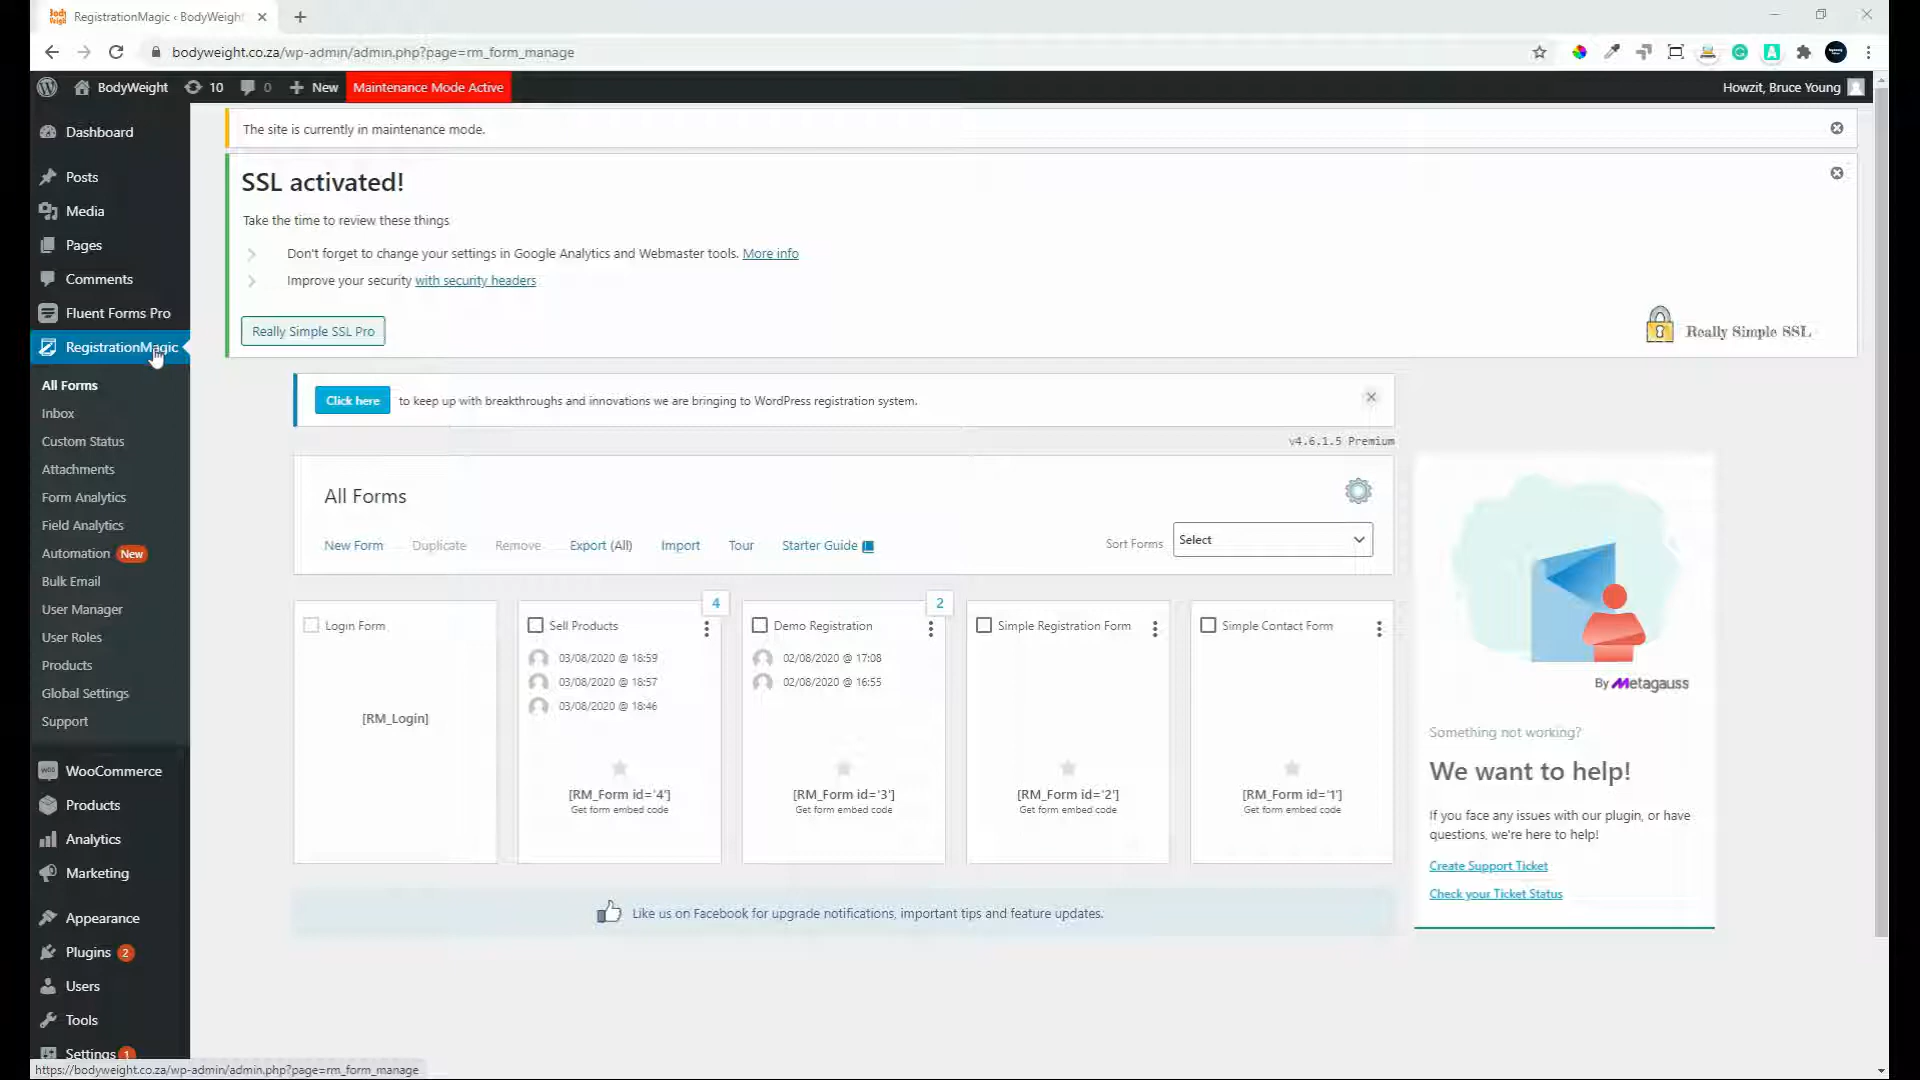 RegistrationMagic ‹ BodyWeight
bodyweight.co.za/wp-admin/admin.php?page=rm_form_manage
BodyWeight
10
0
New
Maintenance Mode Active
Howzit, Bruce Young
Dashboard
Posts
Media
Pages
Comments
Fluent Forms Pro
RegistrationMagic
All Forms
Inbox
Custom Status
Attachments
Form Analytics
Field Analytics
Automation New
Bulk Email
User Manager
User Roles
Products
Global Settings
Support
WooCommerce
Products
Analytics
Marketing
Appearance
Plugins 2
Users
Tools
Settings 1
https://bodyweight.co.za/wp-admin/admin.php?page=rm_form_manage
The site is currently in maintenance mode.
SSL activated!
Take the time to review these things
Don't forget to change your settings in Google Analytics and Webmaster tools. More info
Improve your security with security headers
Really Simple SSL Pro
Really Simple SSL
Click here to keep up with breakthroughs and innovations we are bringing to WordPress registration system.
v4.6.1.5 Premium
All Forms
New Form Duplicate Remove Export (All) Import Tour Starter Guide
Sort Forms Select
Login Form
[RM_Login]
4
Sell Products
03/08/2020 @ 18:59
03/08/2020 @ 18:57
03/08/2020 @ 18:46
[RM_Form id='4']
Get form embed code
2
Demo Registration
02/08/2020 @ 17:08
02/08/2020 @ 16:55
[RM_Form id='3']
Get form embed code
Simple Registration Form
[RM_Form id='2']
Get form embed code
Simple Contact Form
[RM_Form id='1']
Get form embed code
Like us on Facebook for upgrade notifications, important tips and feature updates.
By Metagauss
Something not working?
We want to help!
If you face any issues with our plugin, or have
questions, we're here to help!
Create Support Ticket
Check your Ticket Status